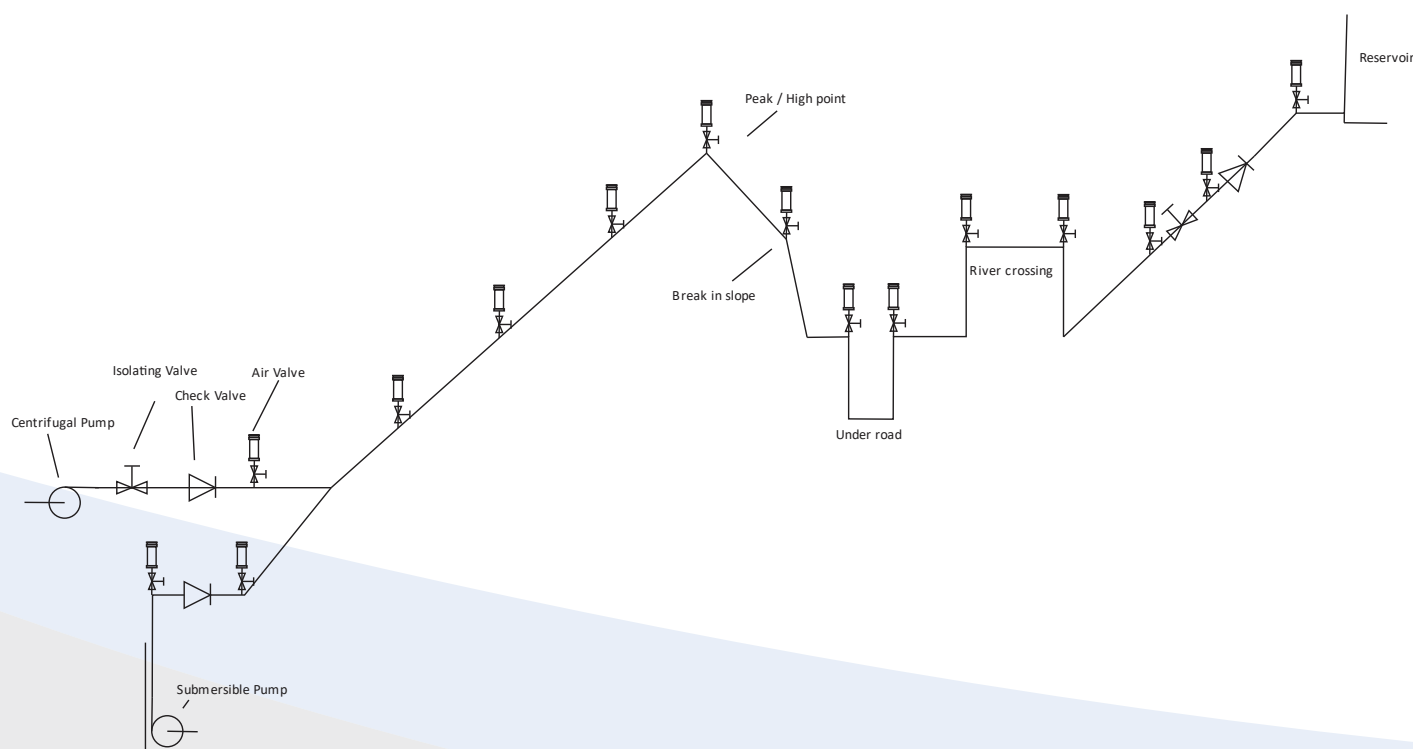 Reservoir
Peak / High point
River crossing
Break in slope
Isolating Valve
Air Valve
Check Valve
Centrifugal Pump
Under road
Submersible Pump